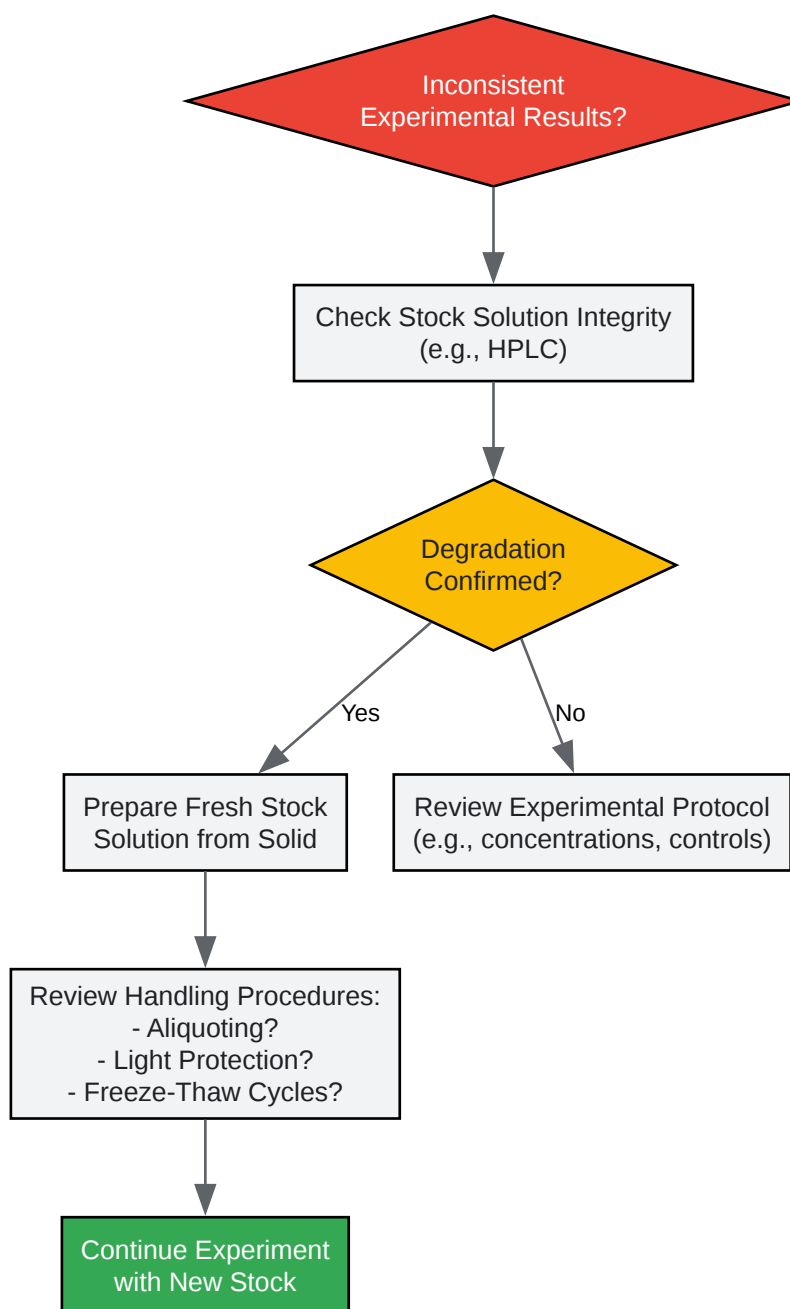 Inconsistent
Experimental Results?
Check Stock Solution Integrity
(e.g., HPLC)
Degradation
Confirmed?
Yes
No
Prepare Fresh Stock
Solution from Solid
Review Experimental Protocol
(e.g., concentrations, controls)
Review Handling Procedures:
- Aliquoting?
- Light Protection?
- Freeze-Thaw Cycles?
Continue Experiment
with New Stock